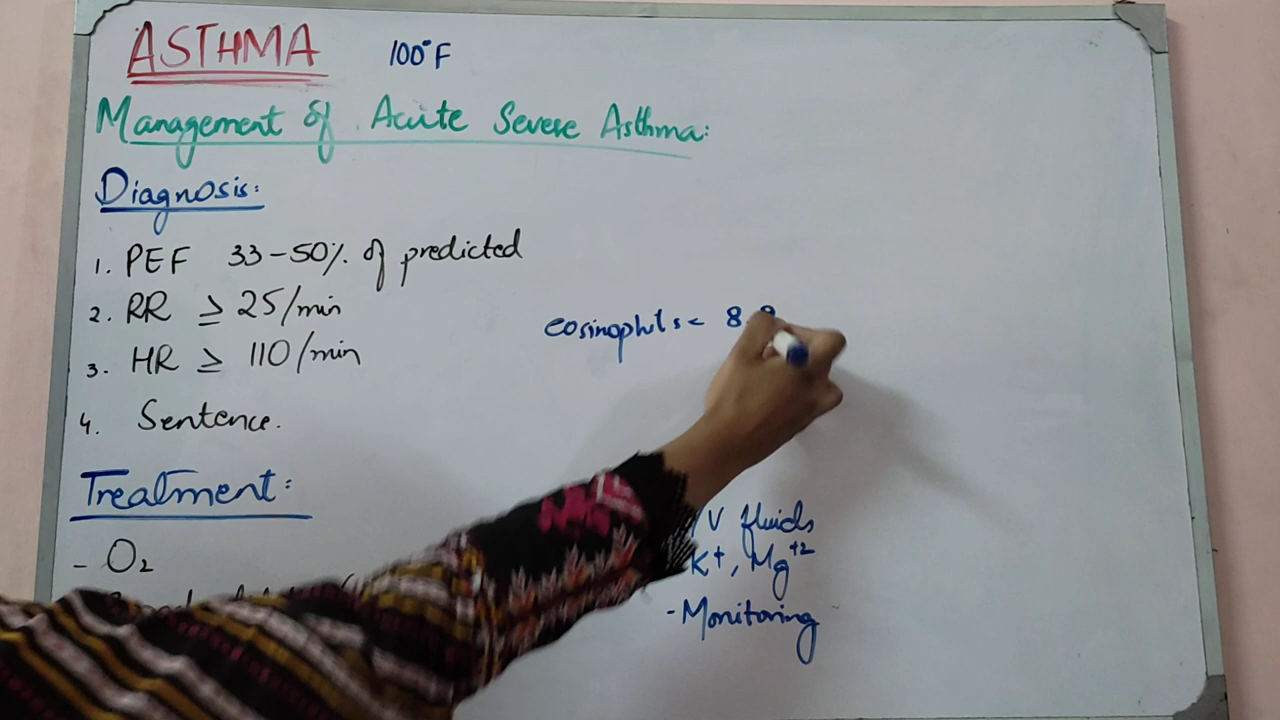 ASTHMA 100°F
Management of Acute Severe Asthma:
Diagnosis:
1. PEF 33-50% of predicted
2. RR ≥ 25/min
3. HR ≥ 110/min
4. Sentence.
eosinophils < 8
Treatment:
- O₂
IV fluids
K+, Mg+2
- Monitoring